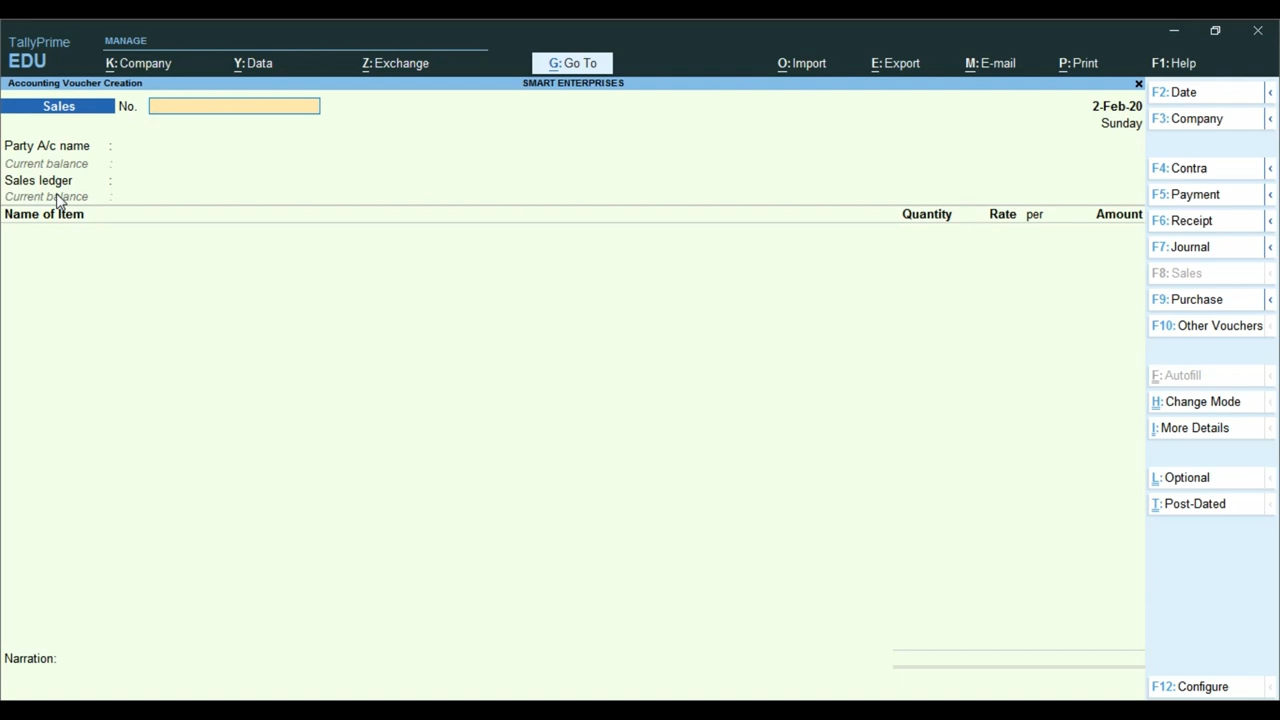 TallyPrime
EDU
MANAGE
K: Company
Y: Data
Z: Exchange
G: Go To
O: Import
E: Export
M: E-mail
P: Print
F1: Help
Accounting Voucher Creation
SMART ENTERPRISES
Sales
No.
2-Feb-20
Sunday
Party A/c name :
Current balance :
Sales ledger :
Current balance :
Name of Item
Quantity
Rate per
Amount
Narration:
F2: Date
F3: Company
F4: Contra
F5: Payment
F6: Receipt
F7: Journal
F8: Sales
F9: Purchase
F10: Other Vouchers
F: Autofill
H: Change Mode
I: More Details
L: Optional
T: Post-Dated
F12: Configure